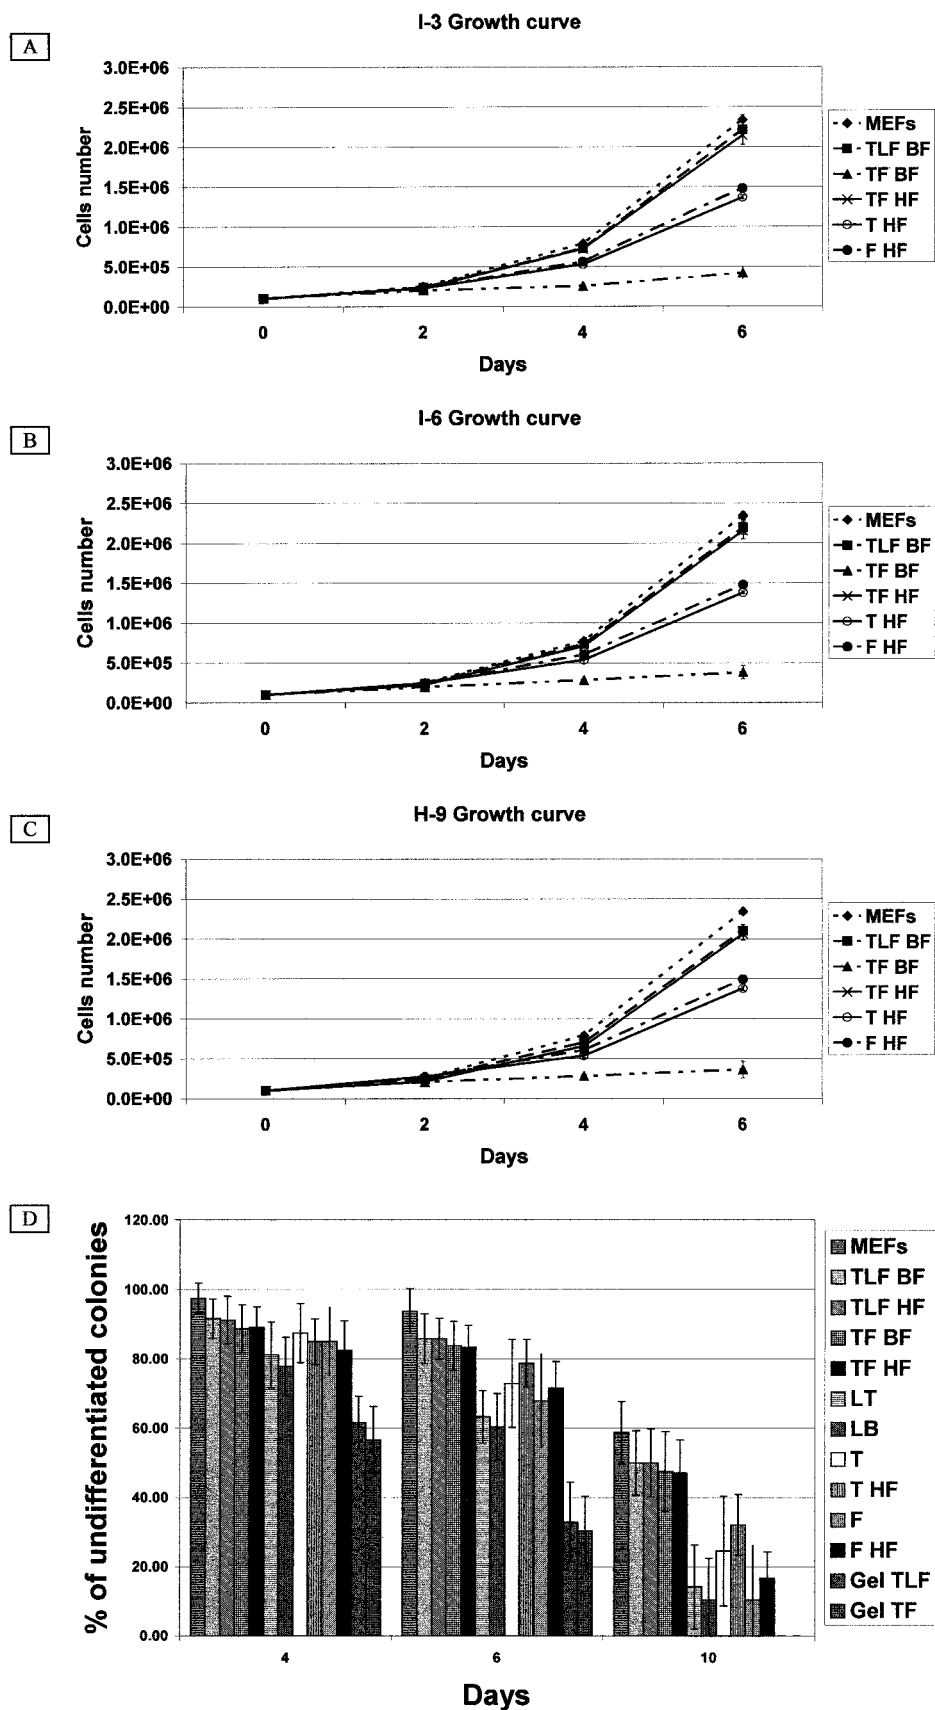 A
I-3 Growth curve
3.0E+06
2.5E+06
2.0E+06
1.5E+06
1.0E+06
5.0E+05
0.0E+00
Cells number
0 2 4 6
Days
MEFs
TLF BF
TF BF
TF HF
T HF
F HF
B
I-6 Growth curve
3.0E+06
2.5E+06
2.0E+06
1.5E+06
1.0E+06
5.0E+05
0.0E+00
Cells number
0 2 4 6
Days
MEFs
TLF BF
TF BF
TF HF
T HF
F HF
C
H-9 Growth curve
3.0E+06
2.5E+06
2.0E+06
1.5E+06
1.0E+06
5.0E+05
0.0E+00
Cells number
0 2 4 6
Days
MEFs
TLF BF
TF BF
TF HF
T HF
F HF
D
120.00
100.00
80.00
60.00
40.00
20.00
0.00
% of undifferentiated colonies
4 6 10
Days
MEFs
TLF BF
TLF HF
TF BF
TF HF
LT
LB
T
T HF
F
F HF
Gel TLF
Gel TF